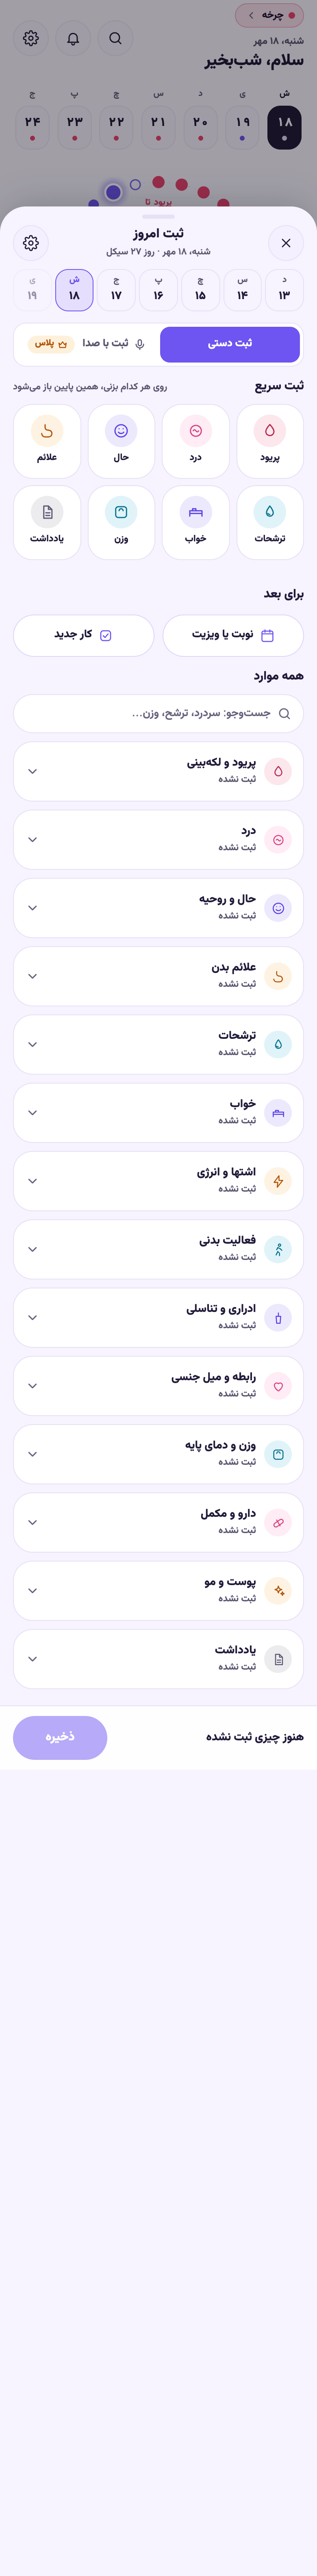 چرخه
شنبه، ۱۸ مهر
سلام، شب‌بخیر
ش ی د س چ پ ج
۱۸ ۱۹ ۲۰ ۲۱ ۲۲ ۲۳ ۲۴
پریود تا
ثبت امروز
شنبه، ۱۸ مهر · روز ۲۷ سیکل
د س چ پ ج ش ی
۱۳ ۱۴ ۱۵ ۱۶ ۱۷ ۱۸ ۱۹
ثبت دستی ثبت با صدا پلاس
ثبت سریع روی هر کدام بزنی، همین پایین باز می‌شود
پریود درد حال علائم
ترشحات خواب وزن یادداشت
برای بعد
نوبت یا ویزیت کار جدید
همه موارد
جست‌وجو: سردرد، ترشح، وزن...
پریود و لکه‌بینی
ثبت نشده
درد
ثبت نشده
حال و روحیه
ثبت نشده
علائم بدن
ثبت نشده
ترشحات
ثبت نشده
خواب
ثبت نشده
اشتها و انرژی
ثبت نشده
فعالیت بدنی
ثبت نشده
ادراری و تناسلی
ثبت نشده
رابطه و میل جنسی
ثبت نشده
وزن و دمای پایه
ثبت نشده
دارو و مکمل
ثبت نشده
پوست و مو
ثبت نشده
یادداشت
ثبت نشده
هنوز چیزی ثبت نشده ذخیره